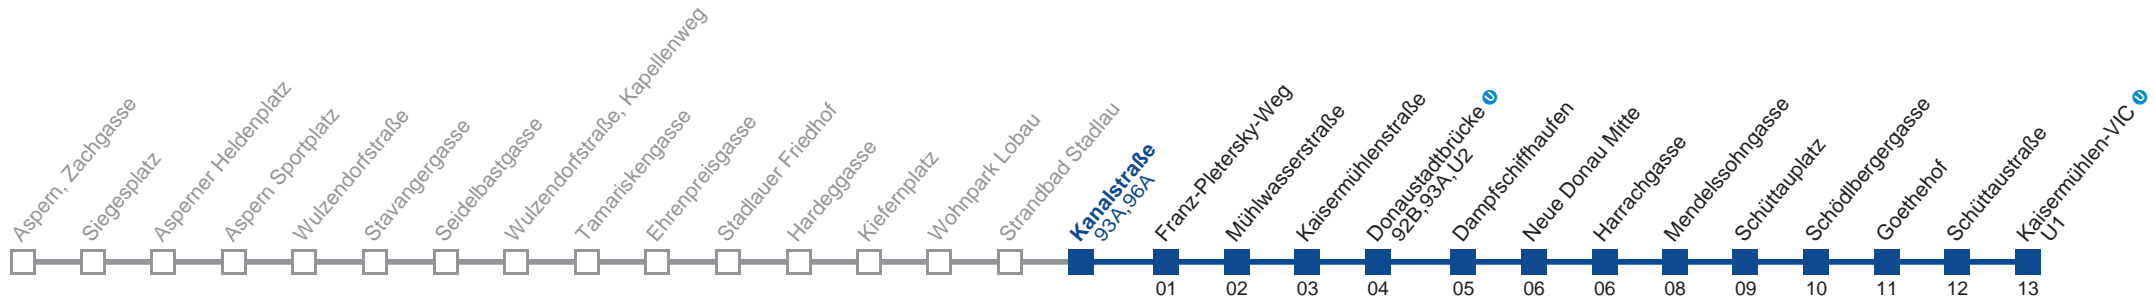 Aspern, Zachgasse
Siegesplatz
Asperner Heldenplatz
Aspern Sportplatz
Wulzendorfstraße
Stavangergasse
Seidelbastgasse
Wulzendorfstraße, Kapellenweg
Tamariskengasse
Ehrenpreisgasse
Stadlauer Friedhof
Hardeggasse
Kiefernplatz
Wohnpark Lobau
Strandbad Stadlau
Kanalstraße
93A,96A
Franz-Pletersky-Weg
Mühlwasserstraße
Kaisermühlenstraße
Donaustadtbrücke U
92B,93A,U2
Dampfschiffhaufen
Neue Donau Mitte
Harrachgasse
Mendelssohngasse
Schüttauplatz
Schödlbergergasse
Goethehof
Schüttaustraße
Kaisermühlen-VIC U
U1
01 02 03 04 05 06 06 08 09 10 11 12 13